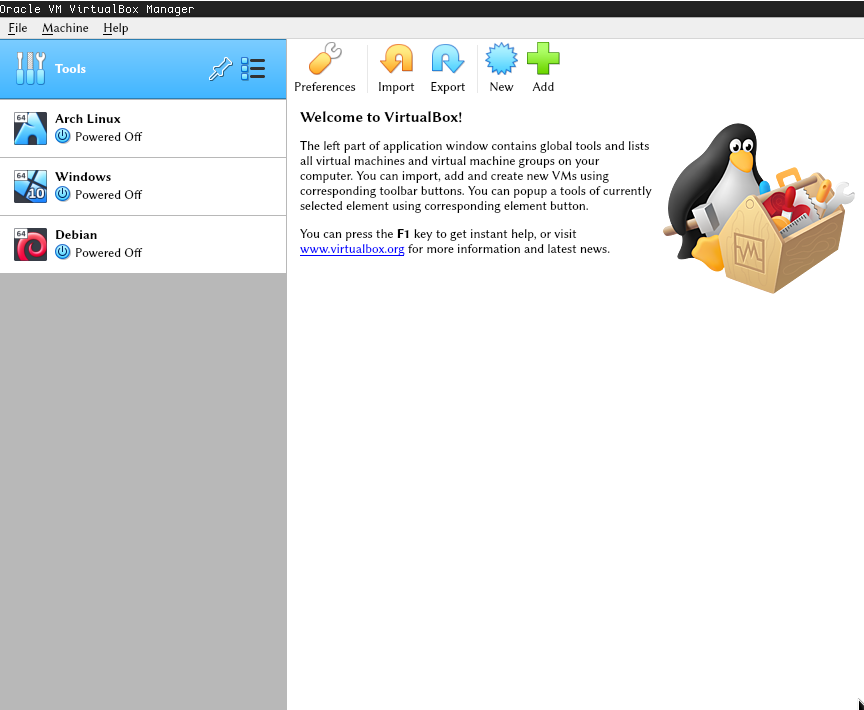 Oracle VM VirtualBox Manager
File Machine Help
Tools
Preferences Import Export New Add
64
Arch Linux
Powered Off
64
10
Windows
Powered Off
64
Debian
Powered Off
Welcome to VirtualBox!
The left part of application window contains global tools and lists
all virtual machines and virtual machine groups on your
computer. You can import, add and create new VMs using
corresponding toolbar buttons. You can popup a tools of currently
selected element using corresponding element button.
You can press the F1 key to get instant help, or visit
www.virtualbox.org for more information and latest news.